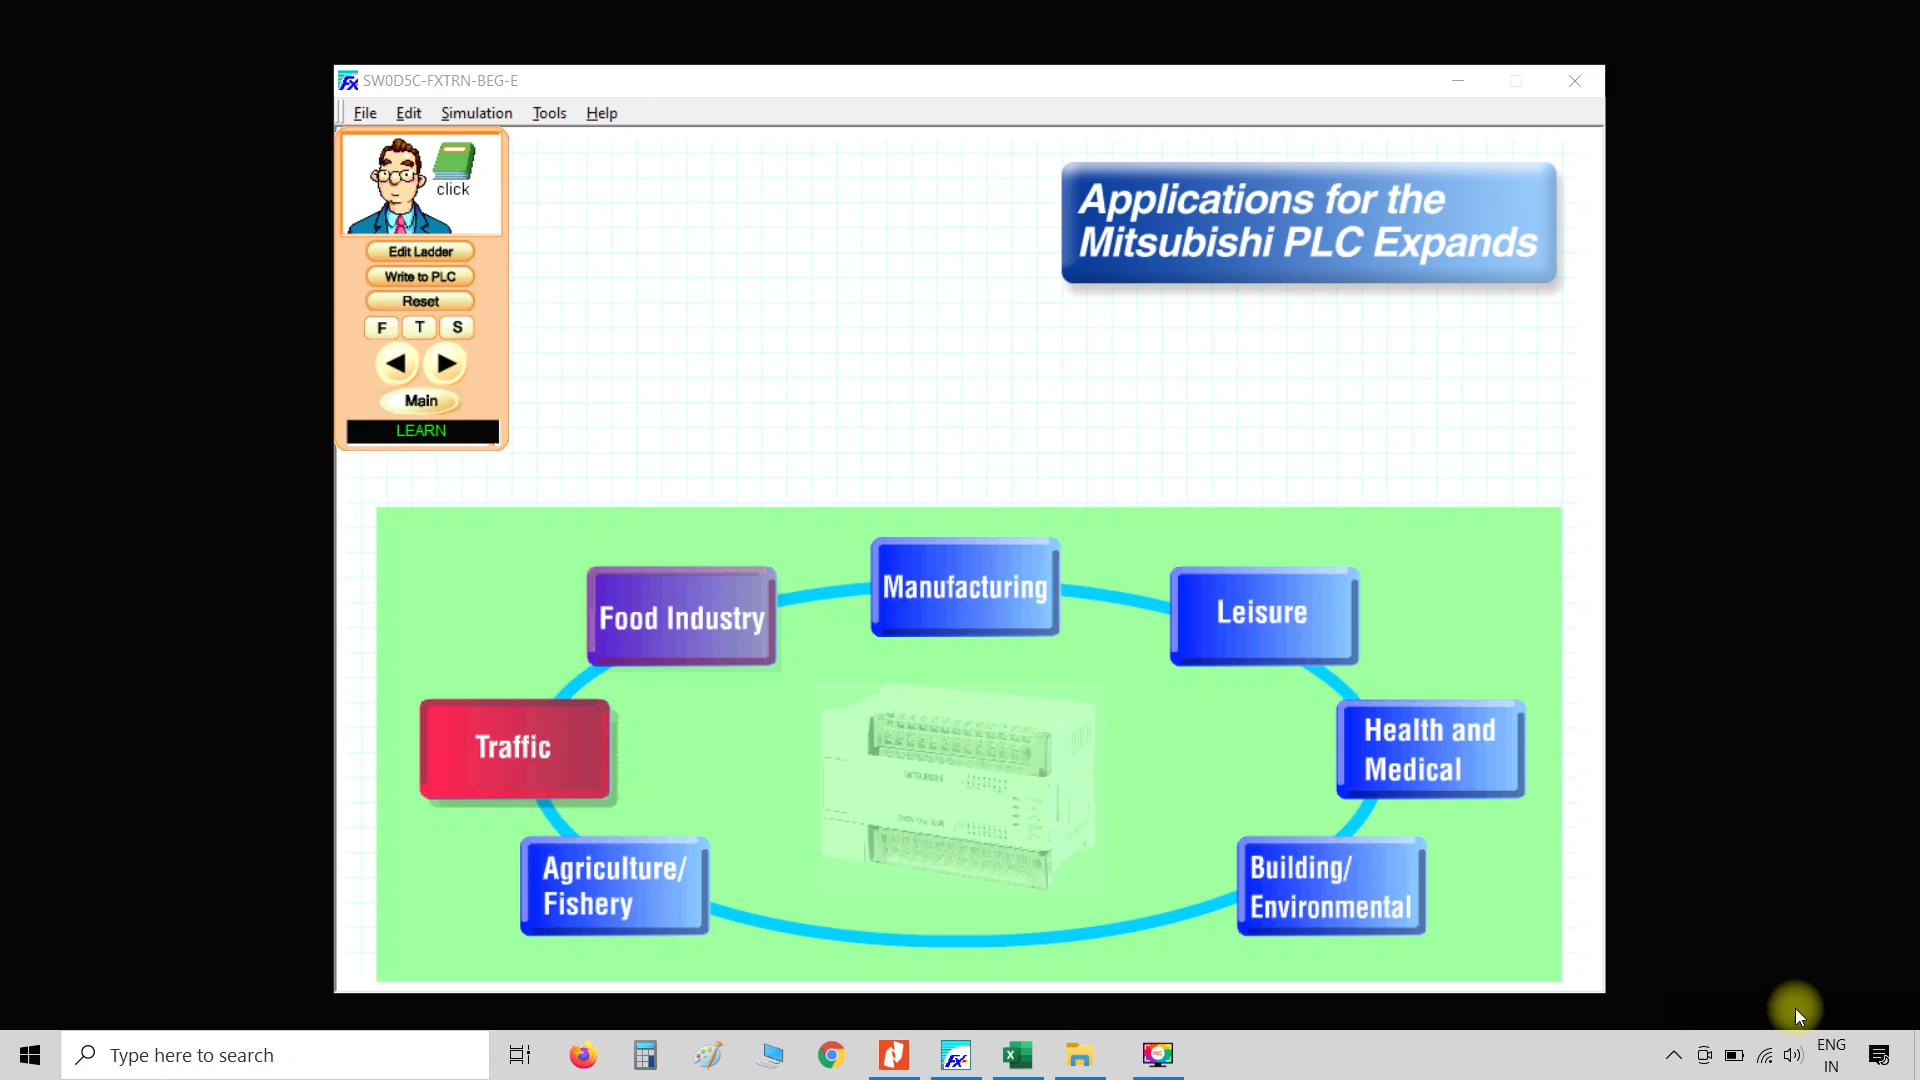 SW0D5C-FXTRN-BEG-E
File Edit Simulation Tools Help
click
Edit Ladder
Write to PLC
Reset
F T S
Main
LEARN
Applications for the
Mitsubishi PLC Expands
Manufacturing
Food Industry
Leisure
Traffic
Health and
Medical
Agriculture/
Fishery
Building/
Environmental
MITSUBISHI
Type here to search
ENG
IN